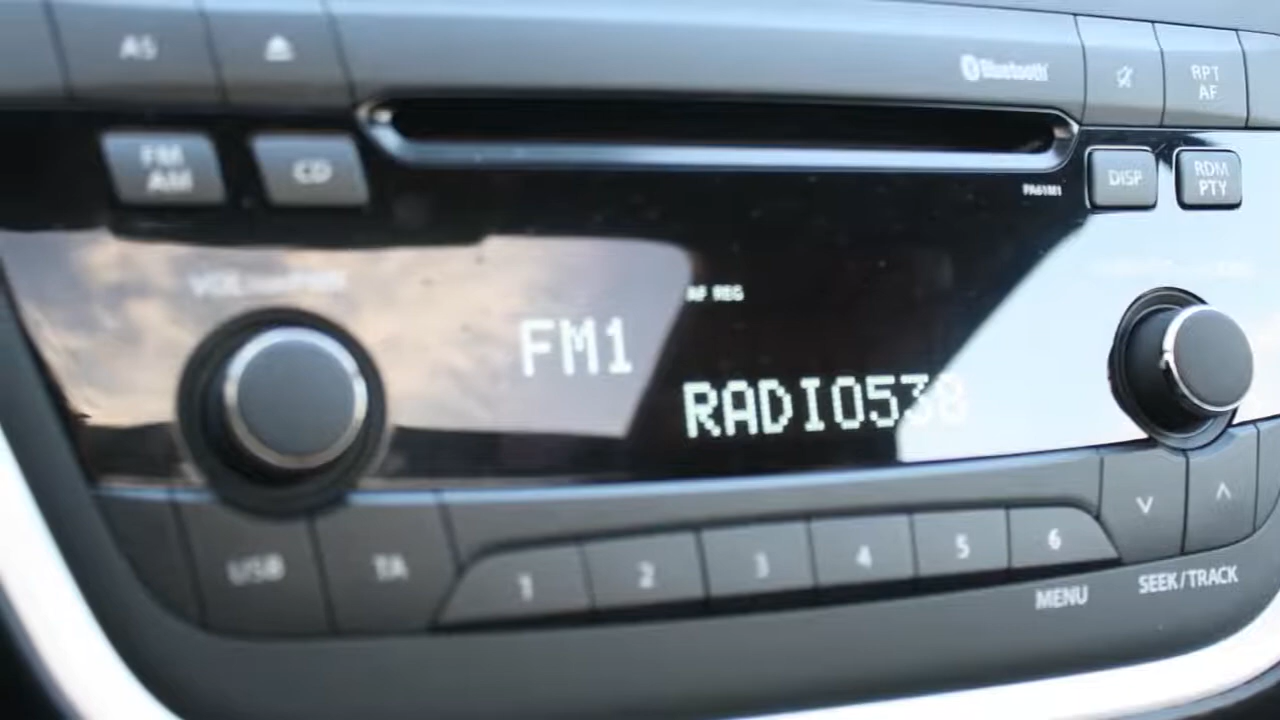 AS
Bluetooth
RPT
AF
FM
AM
CD
DISP
RDM
PTY
PA61M1
AF REG
FM1
RADIO538
USB
TA
1
2
3
4
5
6
MENU
SEEK/TRACK